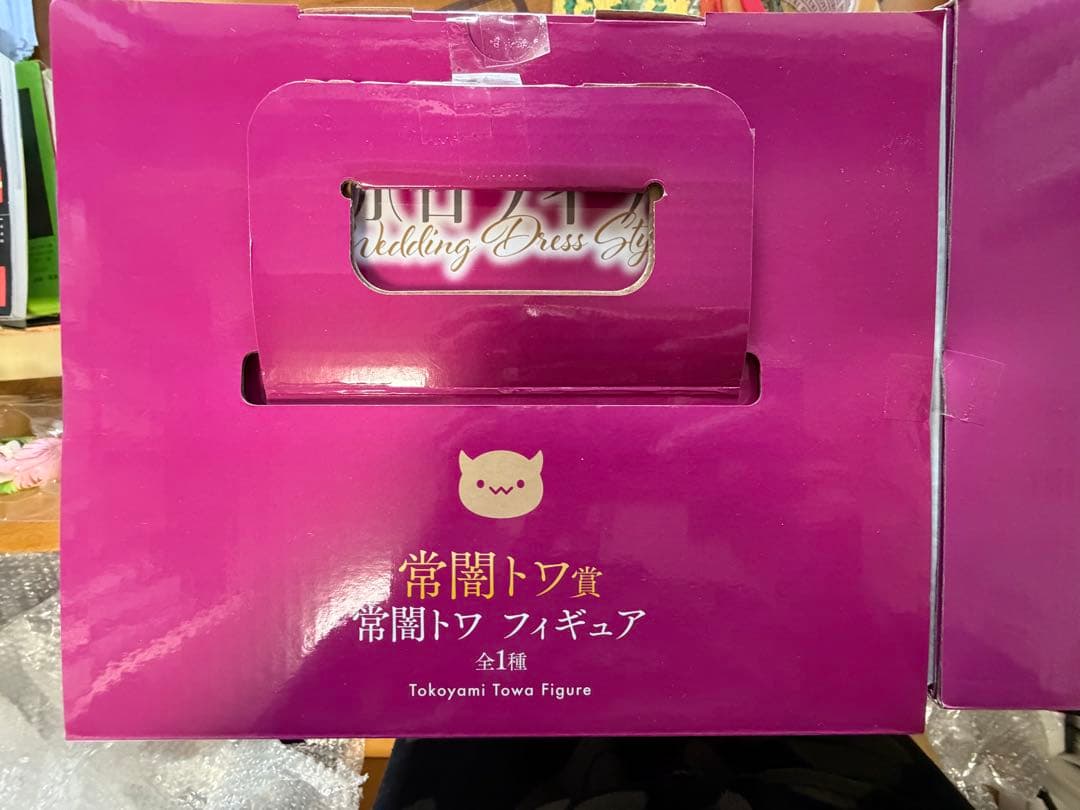 Wedding Dress Sty
常闇トワ賞
常闇トワ フィギュア
全1種
Tokoyami Towa Figure